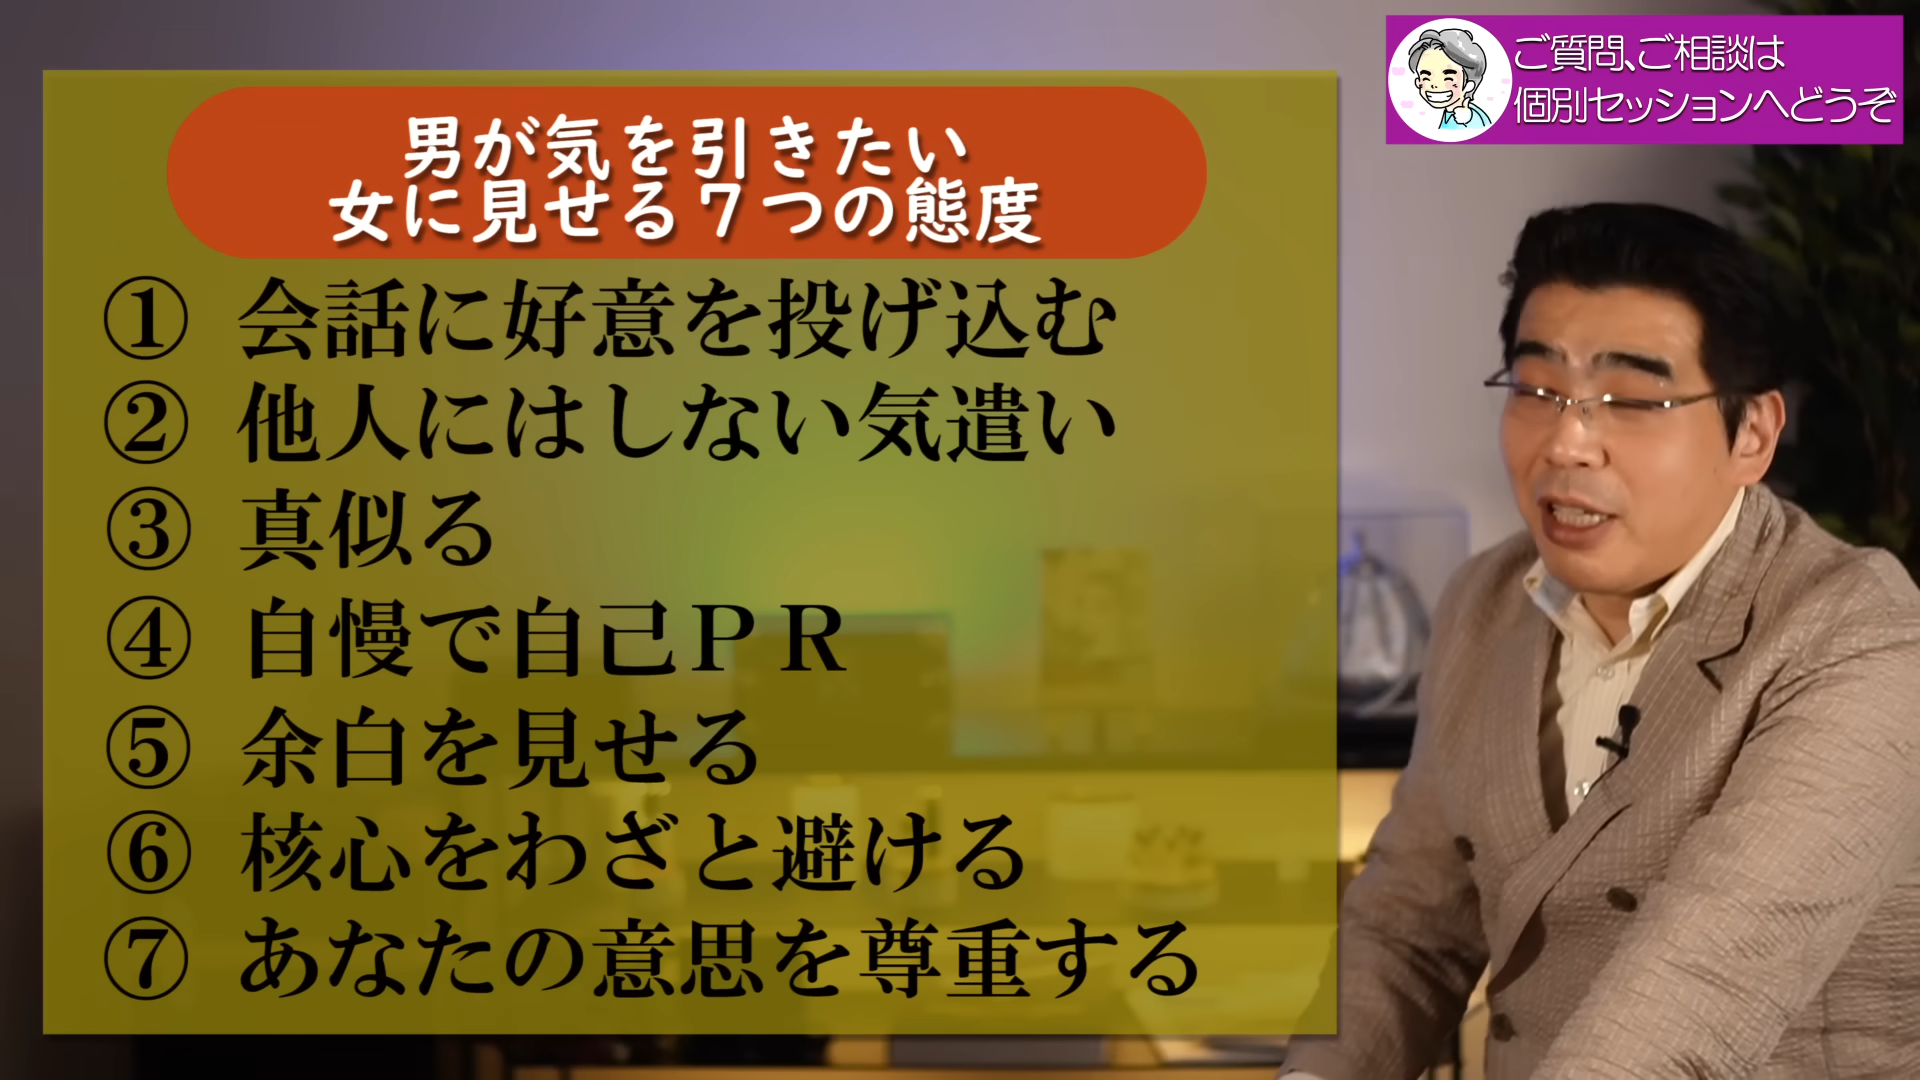 ご質問、ご相談は
個別セッションへどうぞ
男が気を引きたい
女に見せる７つの態度
① 会話に好意を投げ込む
② 他人にはしない気遣い
③ 真似る
④ 自慢で自己ＰＲ
⑤ 余白を見せる
⑥ 核心をわざと避ける
⑦ あなたの意思を尊重する